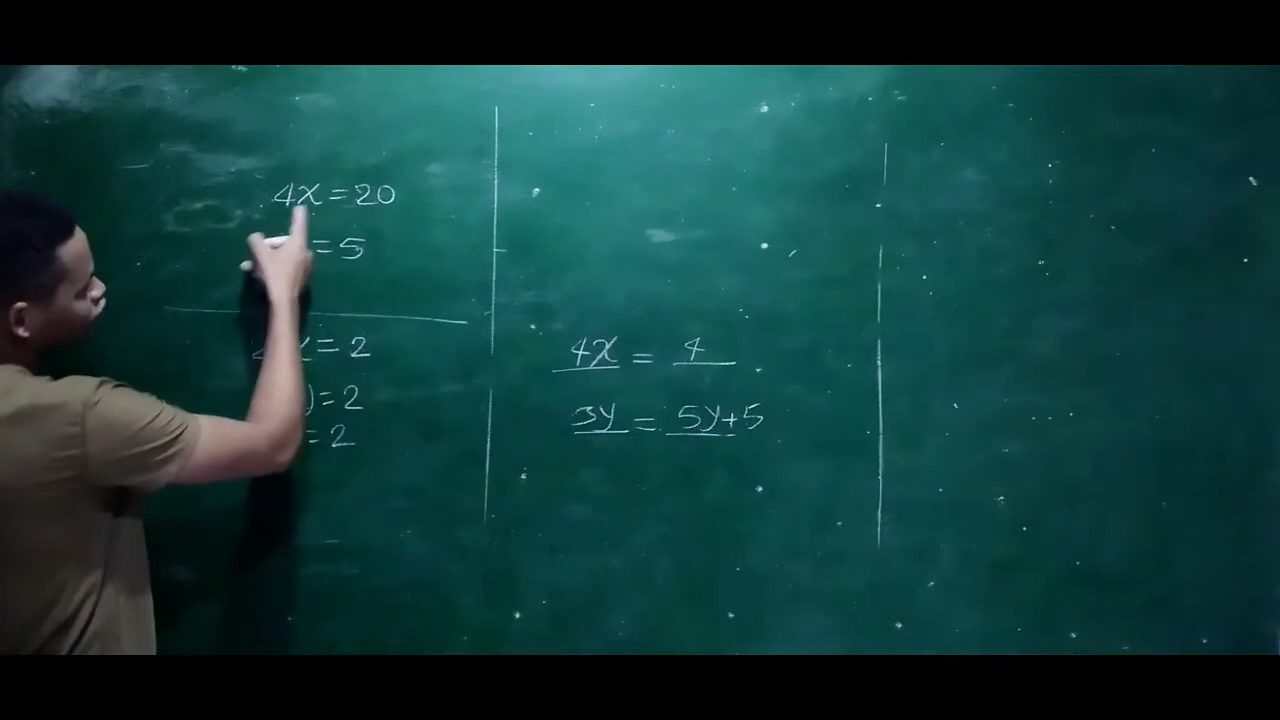 4x = 20
= 5
= 2
) = 2
= 2
4x = 4
3y = 5y+5